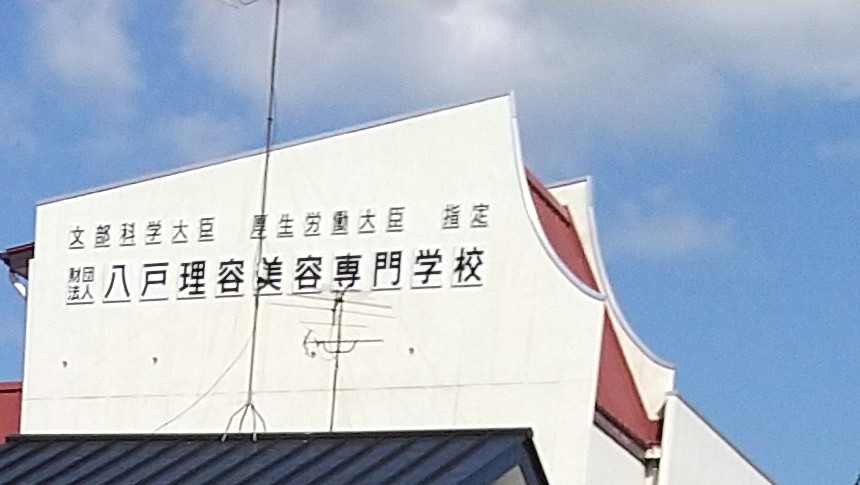 文部科学大臣 厚生労働大臣 指定
財団法人 八戸理容美容専門学校